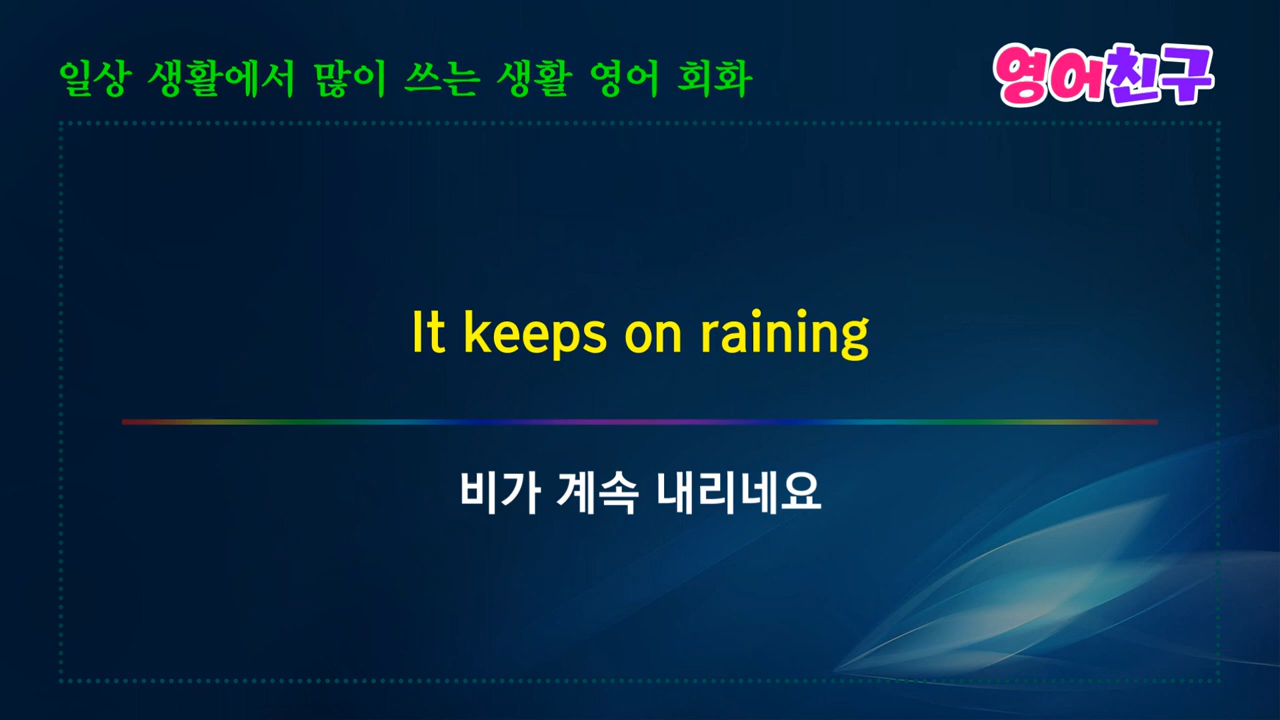 일상 생활에서 많이 쓰는 생활 영어 회화
영어친구
It keeps on raining
비가 계속 내리네요